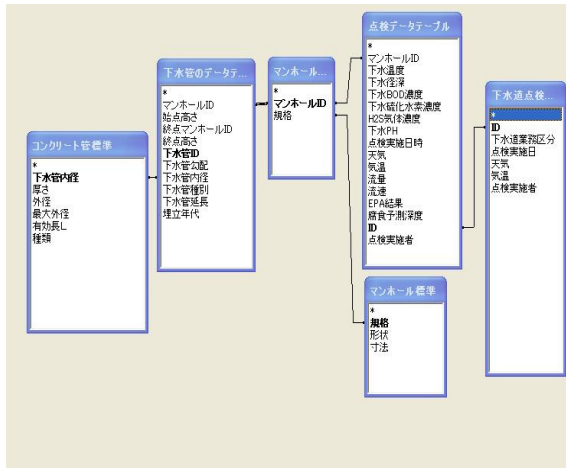 コンクリート管標準
*
下水管内径
厚さ
外径
最大外径
有効長L
種類
下水管のデータテ...
*
マンホールID
始点高さ
終点マンホールID
終点高さ
下水管ID
下水管勾配
下水管内径
下水管種別
下水管延長
埋立年代
マンホール...
*
マンホールID
規格
点検データテーブル
*
マンホールID
下水温度
下水径深
下水BOD濃度
下水硫化水素濃度
H2S気体濃度
下水PH
点検実施日時
天気
気温
流量
流速
EPA結果
腐食予測深度
ID
点検実施者
マンホール標準
*
規格
形状
寸法
下水道点検...
*
ID
下水道業務区分
点検実施日
天気
気温
点検実施者